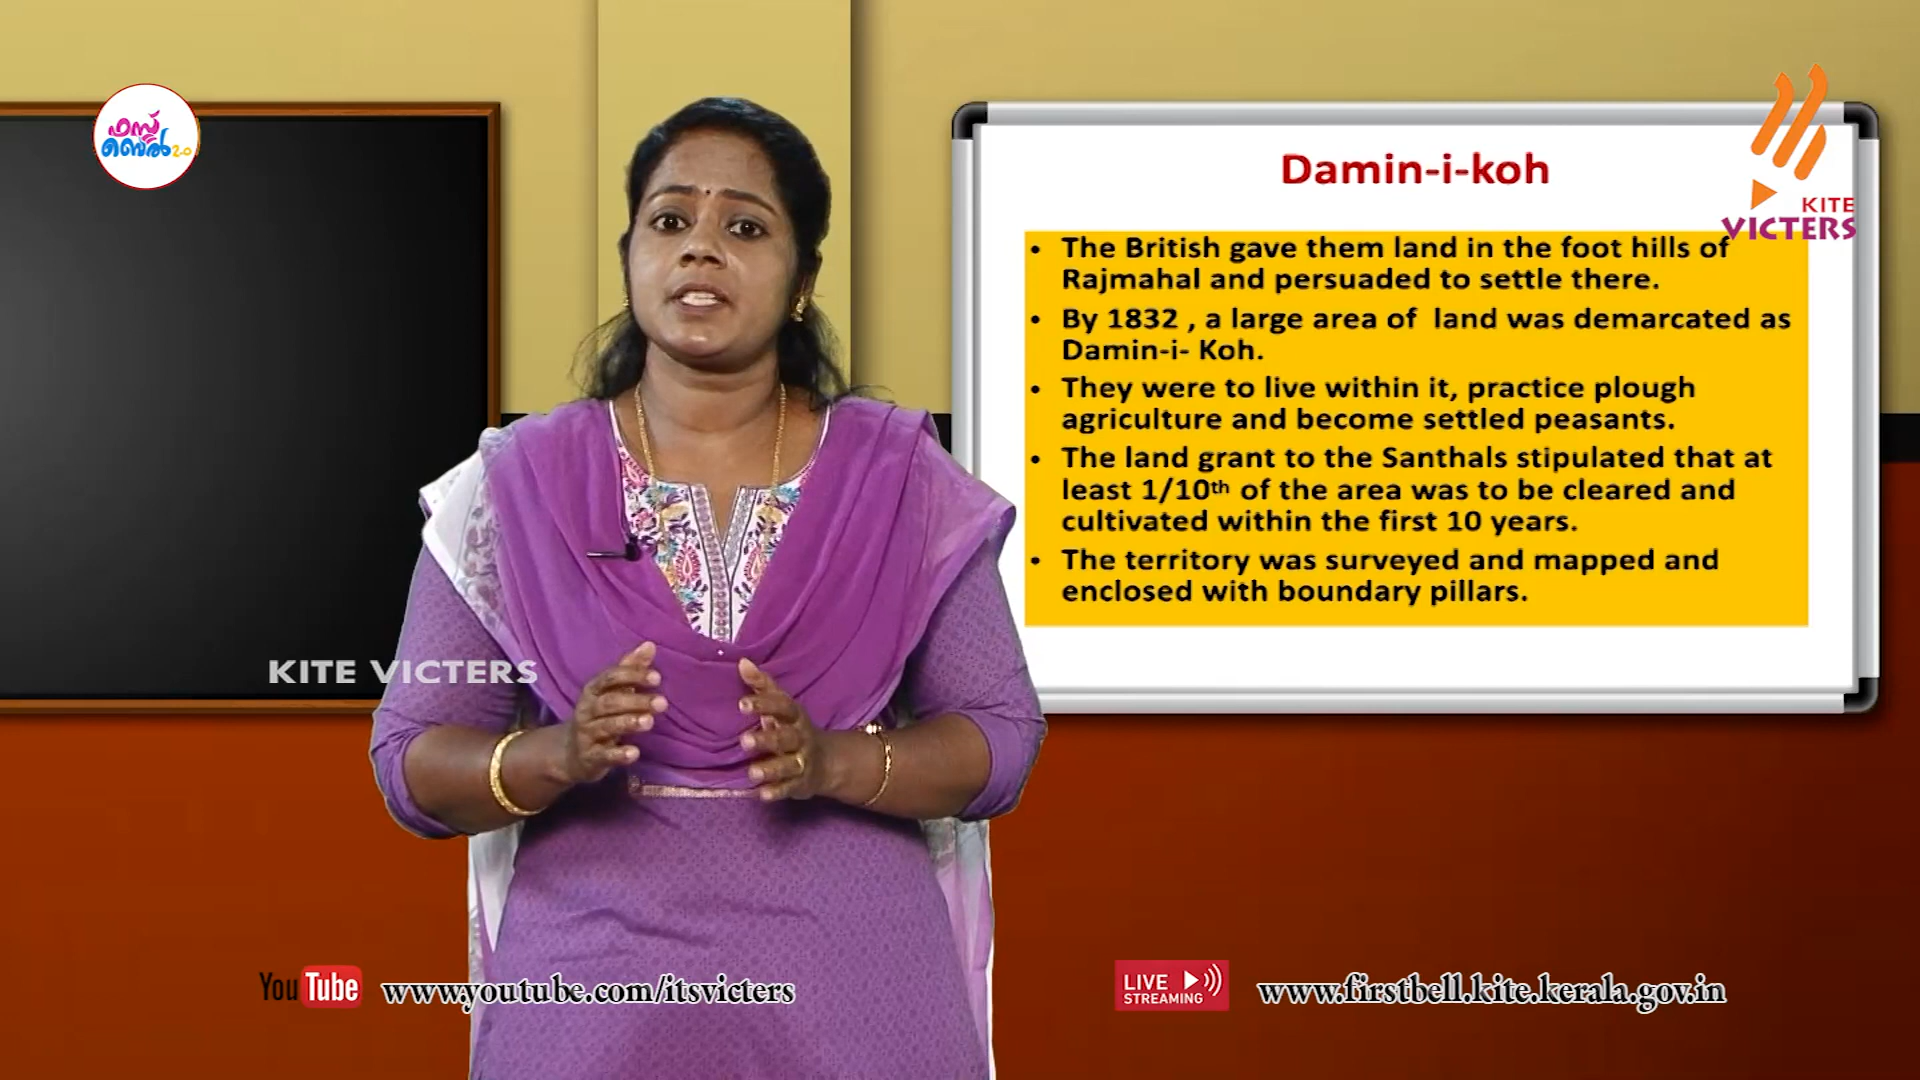 ഫസ്റ്റ്
ബെൽ 2.0
Damin-i-koh
KITE
VICTERS
• The British gave them land in the foot hills of
Rajmahal and persuaded to settle there.
• By 1832 , a large area of land was demarcated as
Damin-i- Koh.
• They were to live within it, practice plough
agriculture and become settled peasants.
• The land grant to the Santhals stipulated that at
least 1/10th of the area was to be cleared and
cultivated within the first 10 years.
• The territory was surveyed and mapped and
enclosed with boundary pillars.
KITE VICTERS
YouTube www.youtube.com/itsvicters
LIVE
STREAMING
www.firstbell.kite.kerala.gov.in